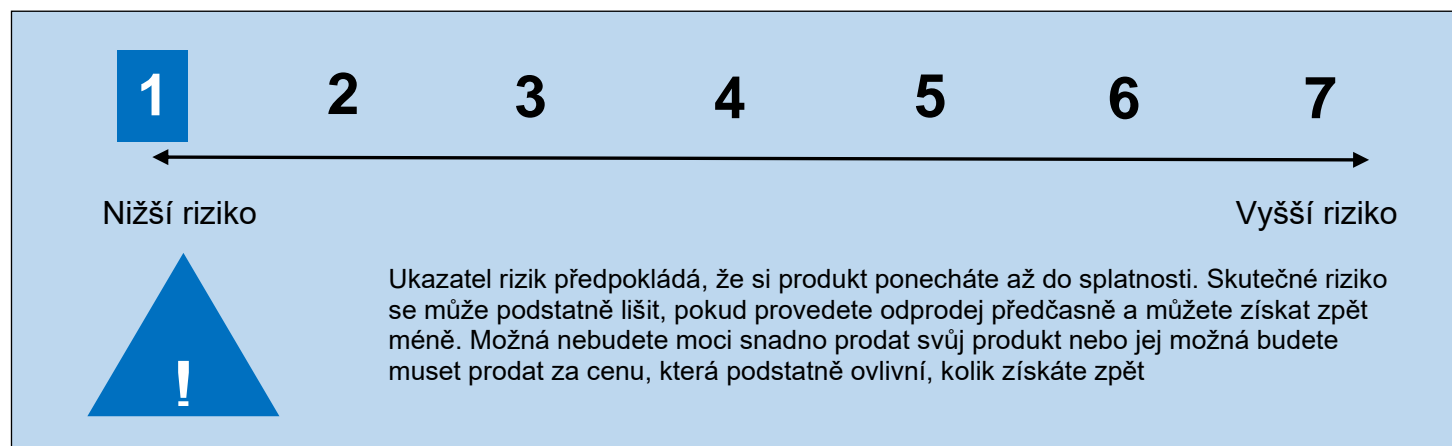 1 2 3 4 5 6 7
Nižší riziko Vyšší riziko
Ukazatel rizik předpokládá, že si produkt ponecháte až do splatnosti. Skutečné riziko
se může podstatně lišit, pokud provedete odprodej předčasně a můžete získat zpět
méně. Možná nebudete moci snadno prodat svůj produkt nebo jej možná budete
muset prodat za cenu, která podstatně ovlivní, kolik získáte zpět
!